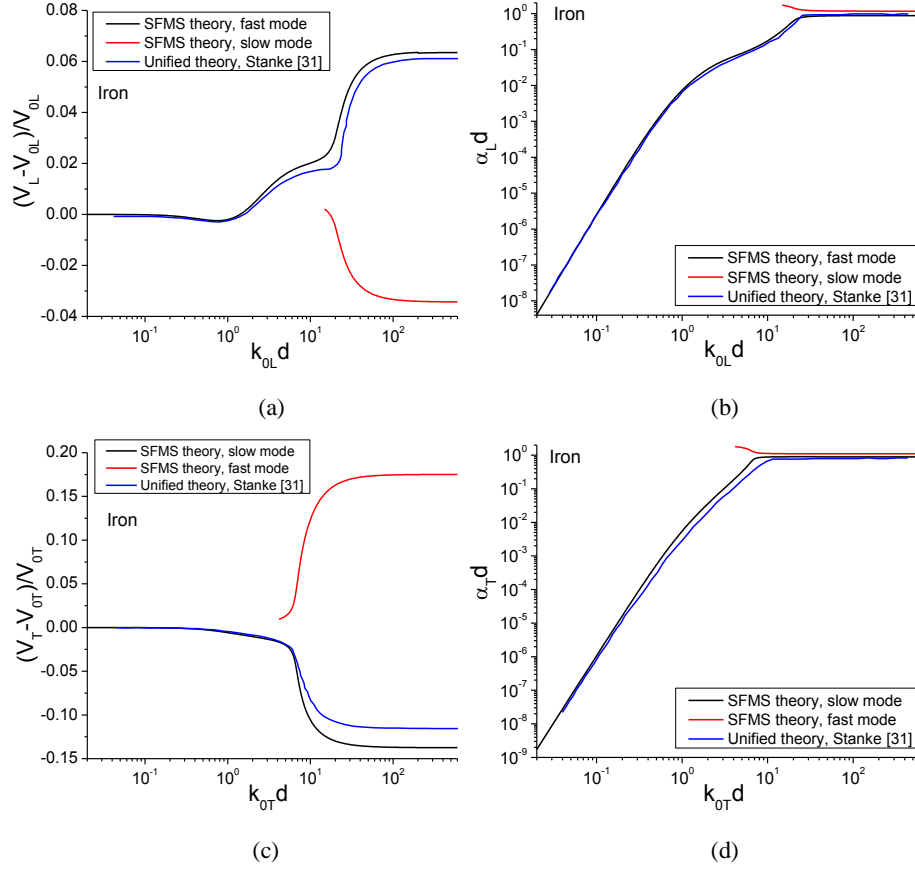 SFMS theory, fast mode
SFMS theory, slow mode
Unified theory, Stanke [31]
Iron
(V_L-V_0L)/V_0L
0.08
0.06
0.04
0.02
0.00
-0.02
-0.04
10^-1
10^0
10^1
10^2
k_0L d
(a)
Iron
α_L d
10^0
10^-1
10^-2
10^-3
10^-4
10^-5
10^-6
10^-7
10^-8
SFMS theory, fast mode
SFMS theory, slow mode
Unified theory, Stanke [31]
10^-1
10^0
10^1
10^2
k_0L d
(b)
SFMS theory, slow mode
SFMS theory, fast mode
Unified theory, Stanke [31]
Iron
(V_T-V_0T)/V_0T
0.20
0.15
0.10
0.05
0.00
-0.05
-0.10
-0.15
10^-1
10^0
10^1
10^2
k_0T d
(c)
Iron
α_T d
10^0
10^-1
10^-2
10^-3
10^-4
10^-5
10^-6
10^-7
10^-8
10^-9
SFMS theory, slow mode
SFMS theory, fast mode
Unified theory, Stanke [31]
10^-1
10^0
10^1
10^2
k_0T d
(d)